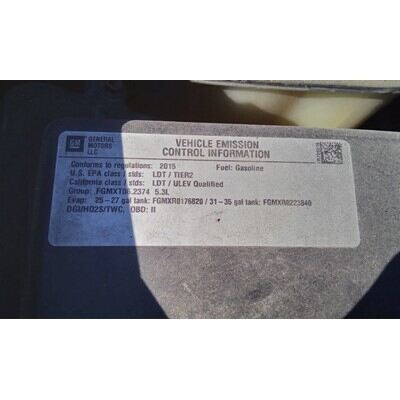 GM
GENERAL
MOTORS
LLC
VEHICLE EMISSION
CONTROL INFORMATION
Conforms to regulations: 2015 Fuel: Gasoline
U.S. EPA class / stds: LDT / TIER2
California class / stds: LDT / ULEV Qualified
Group: FGMXT05.2374 5.3L
Evap: 25 - 27 gal tank: FGMXR0176820 / 31 - 35 gal tank: FGMXR0223840
DGI/HO2S/TWC, OBD: II